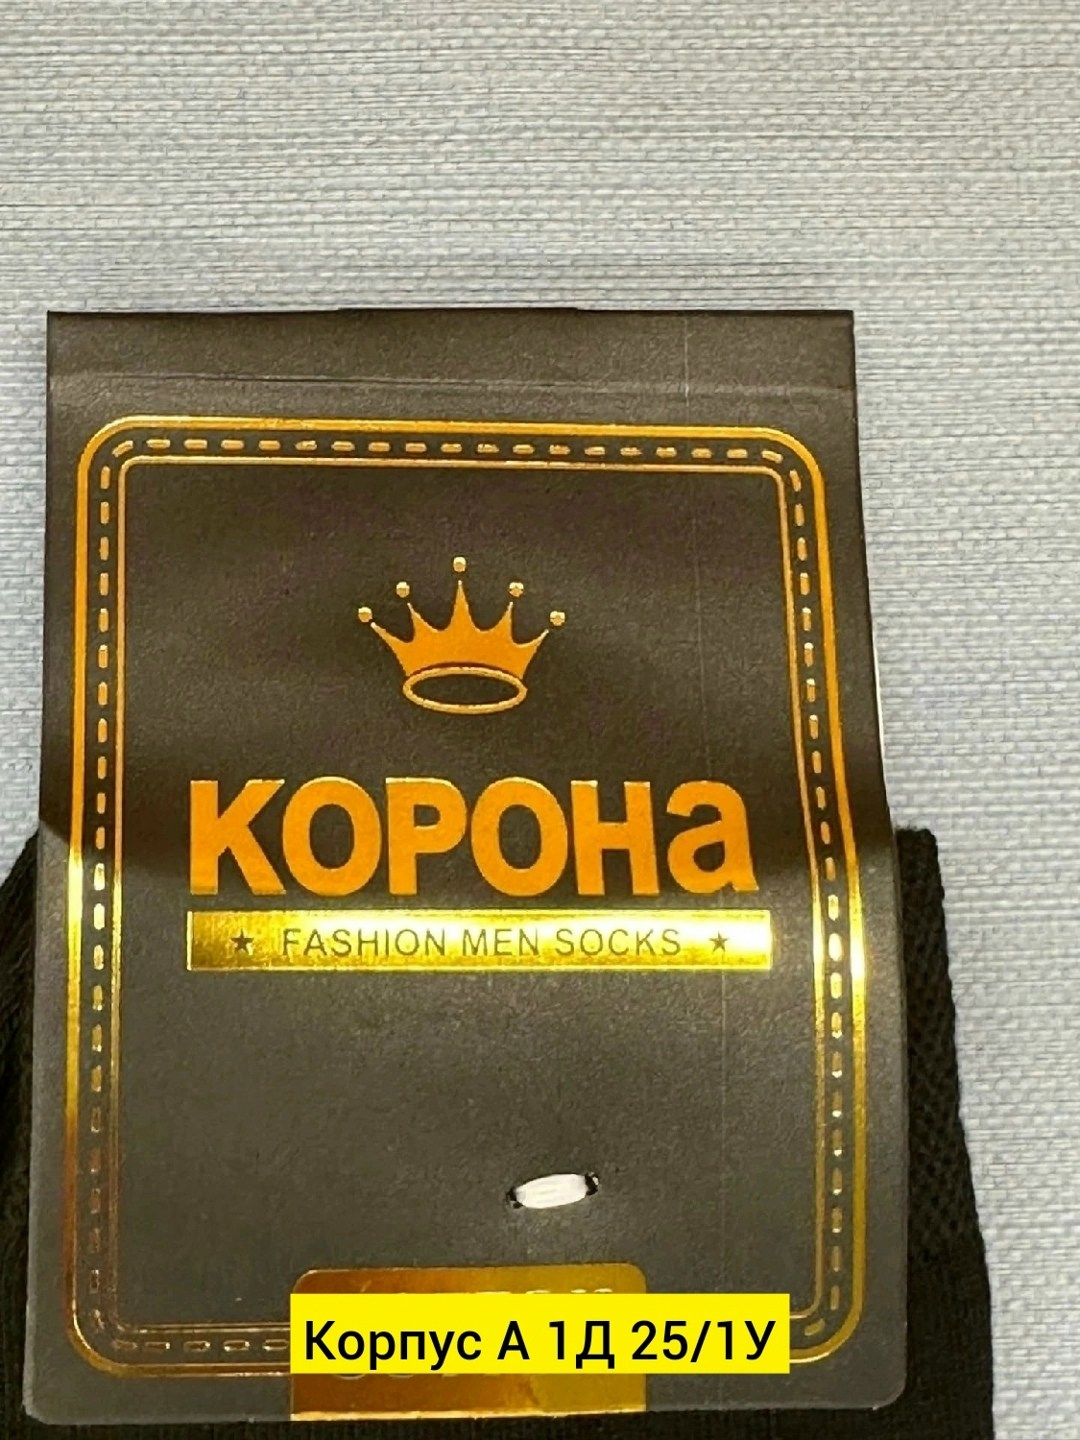 КОРОНа
★ FASHION MEN SOCKS ★
Корпус А 1Д 25/1У